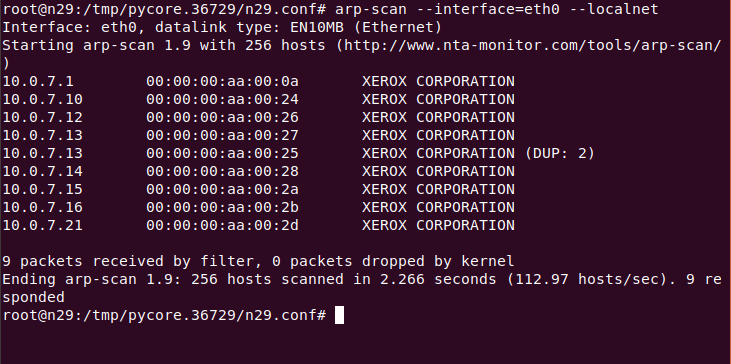 root@n29:/tmp/pycore.36729/n29.conf# arp-scan --interface=eth0 --localnet
Interface: eth0, datalink type: EN10MB (Ethernet)
Starting arp-scan 1.9 with 256 hosts (http://www.nta-monitor.com/tools/arp-scan/
)
10.0.7.1 00:00:00:aa:00:0a XEROX CORPORATION
10.0.7.10 00:00:00:aa:00:24 XEROX CORPORATION
10.0.7.12 00:00:00:aa:00:26 XEROX CORPORATION
10.0.7.13 00:00:00:aa:00:27 XEROX CORPORATION
10.0.7.13 00:00:00:aa:00:25 XEROX CORPORATION (DUP: 2)
10.0.7.14 00:00:00:aa:00:28 XEROX CORPORATION
10.0.7.15 00:00:00:aa:00:2a XEROX CORPORATION
10.0.7.16 00:00:00:aa:00:2b XEROX CORPORATION
10.0.7.21 00:00:00:aa:00:2d XEROX CORPORATION
9 packets received by filter, 0 packets dropped by kernel
Ending arp-scan 1.9: 256 hosts scanned in 2.266 seconds (112.97 hosts/sec). 9 re
sponded
root@n29:/tmp/pycore.36729/n29.conf#